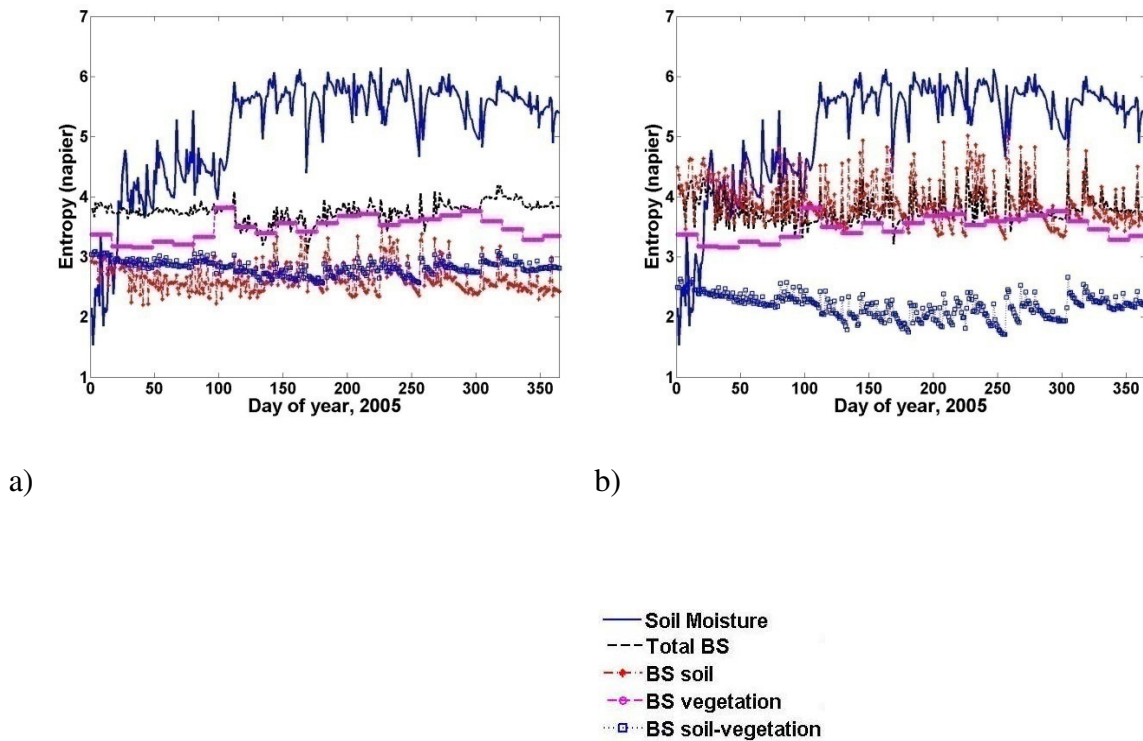 7
6
5
4
3
2
1
Entropy (napier)
0 50 100 150 200 250 300 350
Day of year, 2005
7
6
5
4
3
2
1
Entropy (napier)
0 50 100 150 200 250 300 350
Day of year, 2005
a)
b)
Soil Moisture
Total BS
BS soil
BS vegetation
BS soil-vegetation